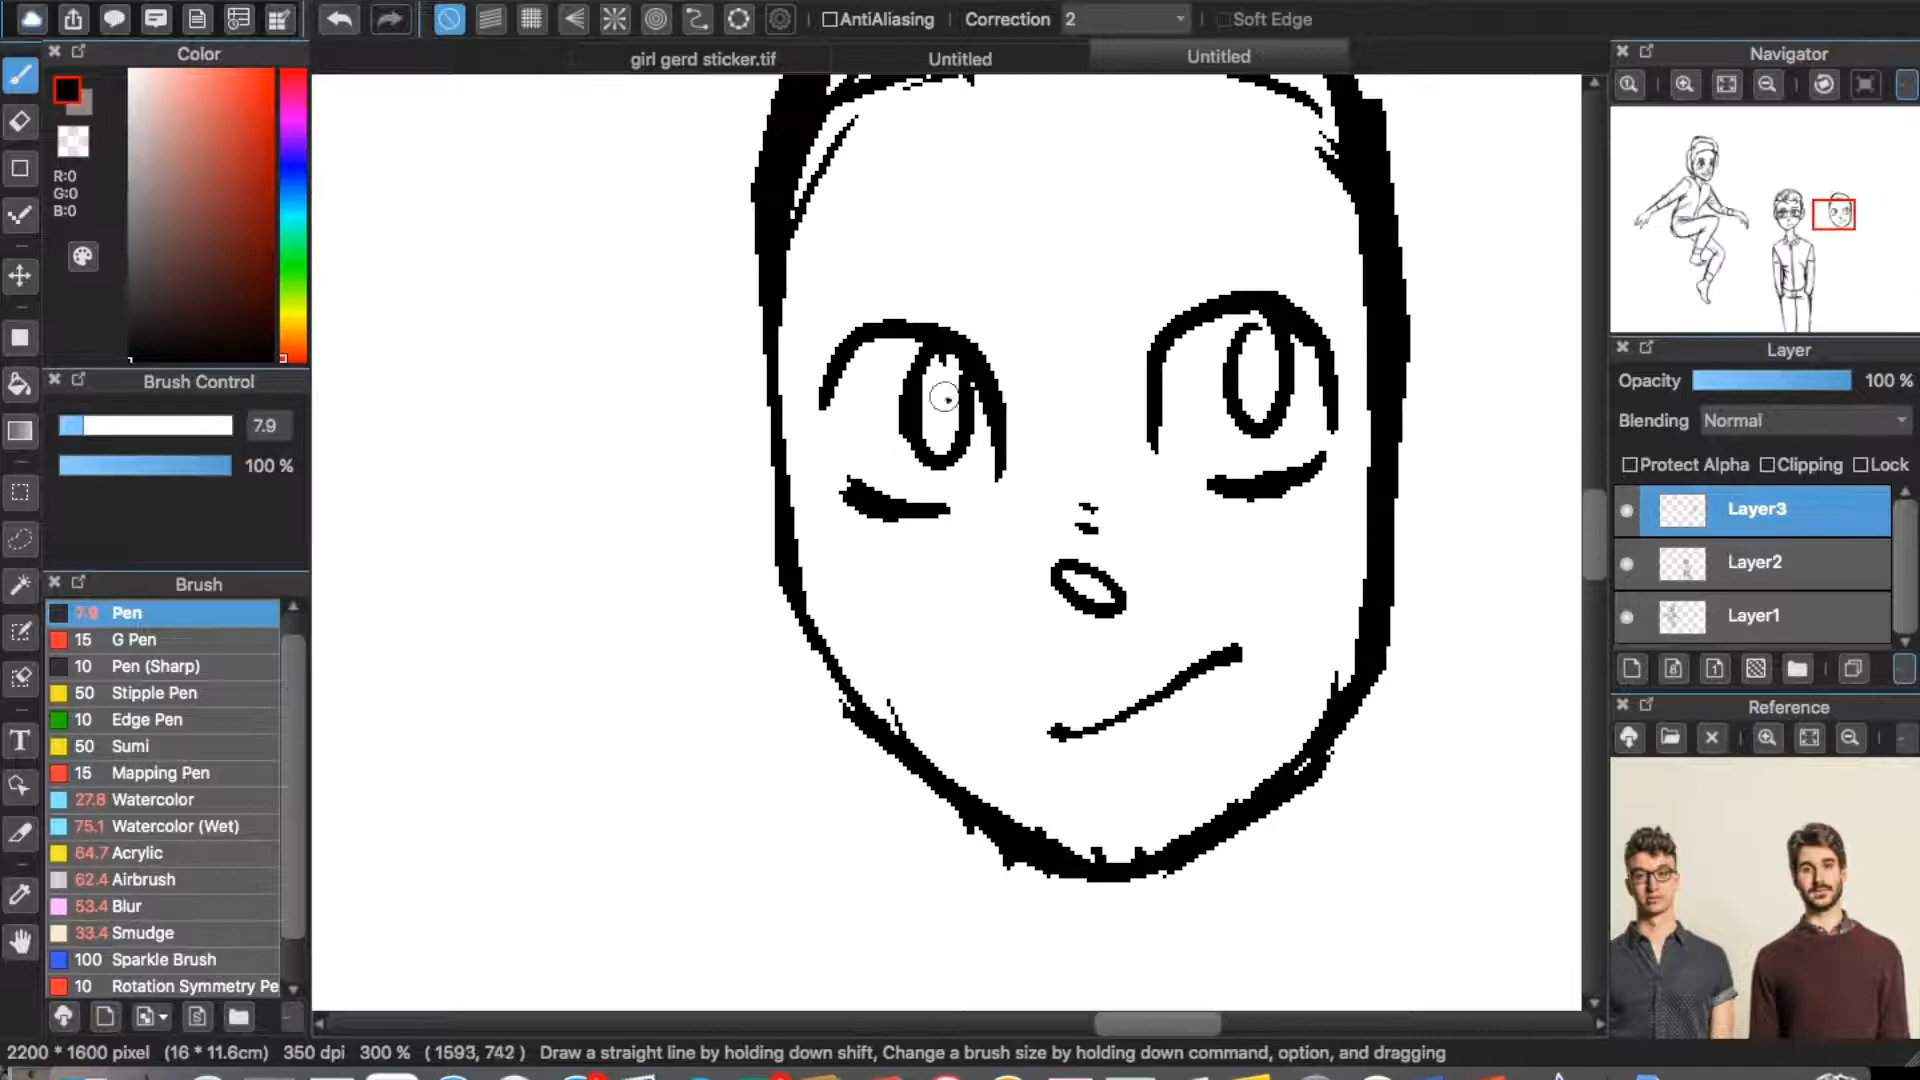 AntiAliasing
Correction
2
Soft Edge
Color
girl gerd sticker.tif
Untitled
Untitled
Navigator
R:0
G:0
B:0
Layer
Opacity
100 %
Brush Control
7.9
100 %
Blending
Normal
Protect Alpha
Clipping
Lock
Layer3
Layer2
Layer1
Brush
7.9 Pen
15 G Pen
10 Pen (Sharp)
50 Stipple Pen
10 Edge Pen
50 Sumi
15 Mapping Pen
27.8 Watercolor
75.1 Watercolor (Wet)
64.7 Acrylic
62.4 Airbrush
53.4 Blur
33.4 Smudge
100 Sparkle Brush
10 Rotation Symmetry Pe
Reference
2200 * 1600 pixel (16 * 11.6cm) 350 dpi 300 % ( 1593, 742 ) Draw a straight line by holding down shift, Change a brush size by holding down command, option, and dragging